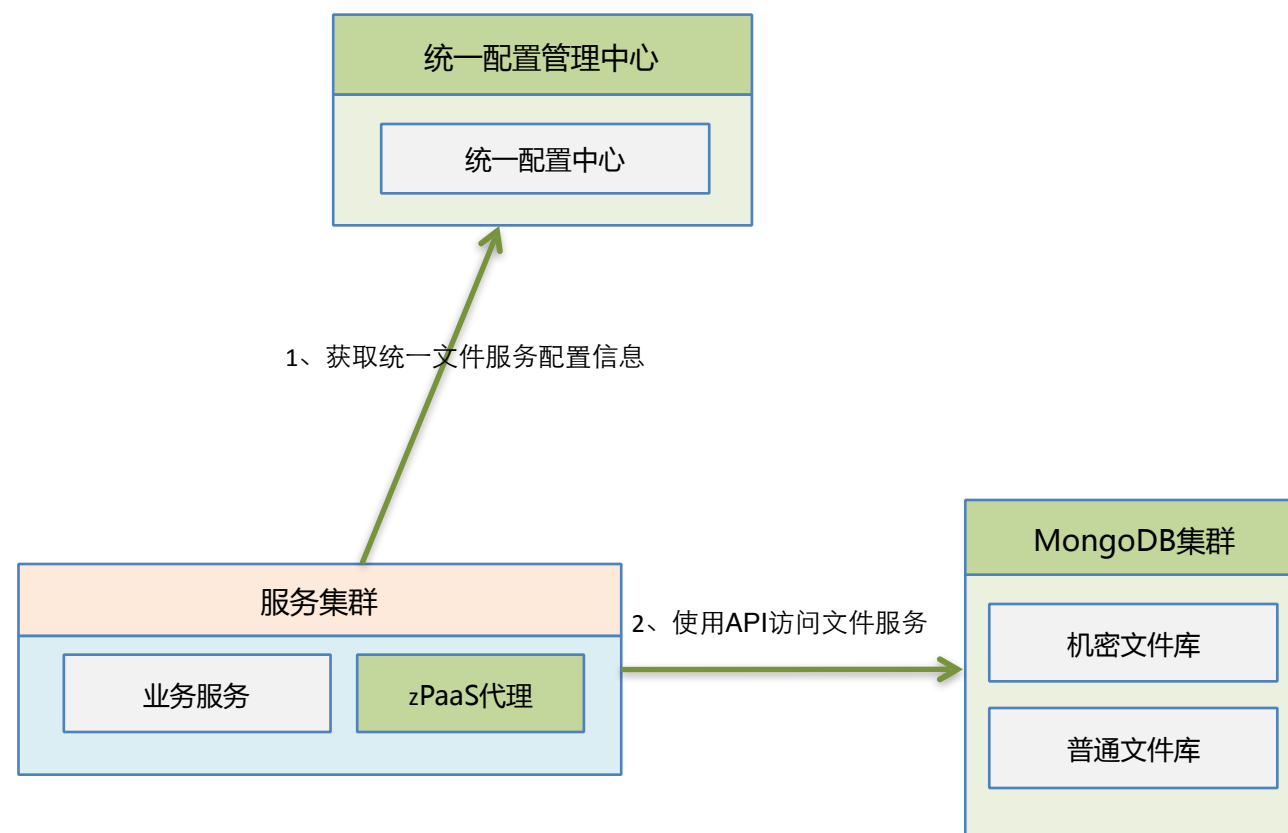 统一配置管理中心
统一配置中心
1、获取统一文件服务配置信息
服务集群
业务服务
zPaaS代理
2、使用API访问文件服务
MongoDB集群
机密文件库
普通文件库